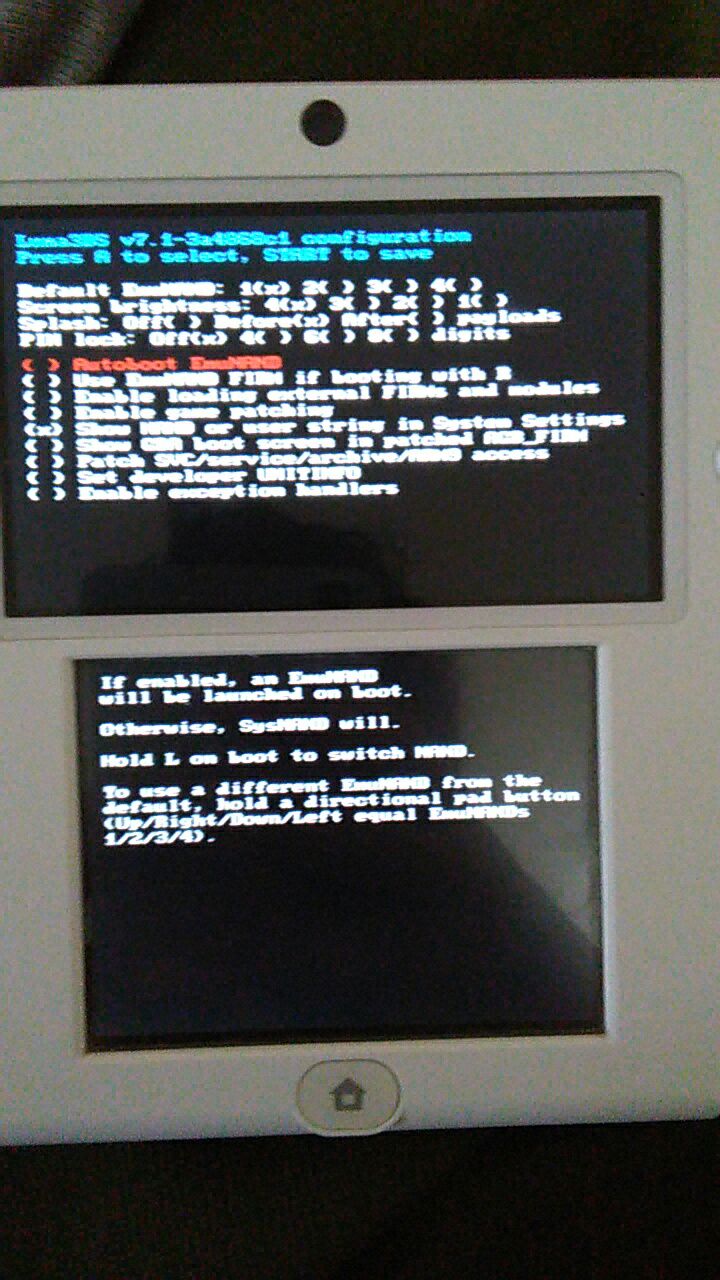 Luma3DS v7.1-3a4868c1 configuration
Press A to select, START to save
Default EmuNAND: 1(x) 2( ) 3( ) 4( )
Screen brightness: 4(x) 3( ) 2( ) 1( )
Splash: Off( ) Before(x) After( ) payloads
PIN lock: Off(x) 4( ) 6( ) 8( ) digits
( ) Autoboot EmuNAND
( ) Use EmuNAND FIRM if booting with R
( ) Enable loading external FIRMs and modules
( ) Enable game patching
(x) Show NAND or user string in System Settings
( ) Show GBA boot screen in patched AGB_FIRM
( ) Patch SVC/service/archive/ARM9 access
( ) Set developer UNITINFO
( ) Enable exception handlers
If enabled, an EmuNAND
will be launched on boot.
Otherwise, SysNAND will.
Hold L on boot to switch NAND.
To use a different EmuNAND from the
default, hold a directional pad button
(Up/Right/Down/Left equal EmuNANDs
1/2/3/4).